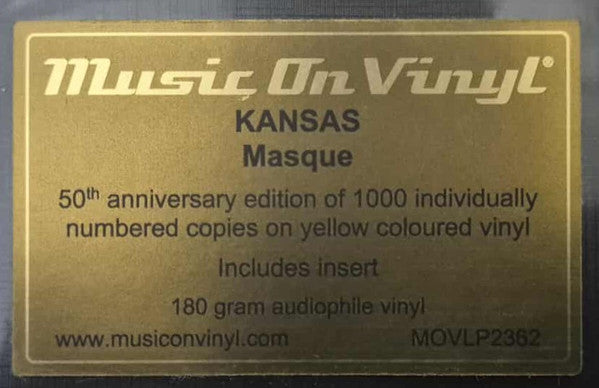 Music On Vinyl®
KANSAS
Masque
50th anniversary edition of 1000 individually
numbered copies on yellow coloured vinyl
Includes insert
180 gram audiophile vinyl
www.musiconvinyl.com MOVLP2362